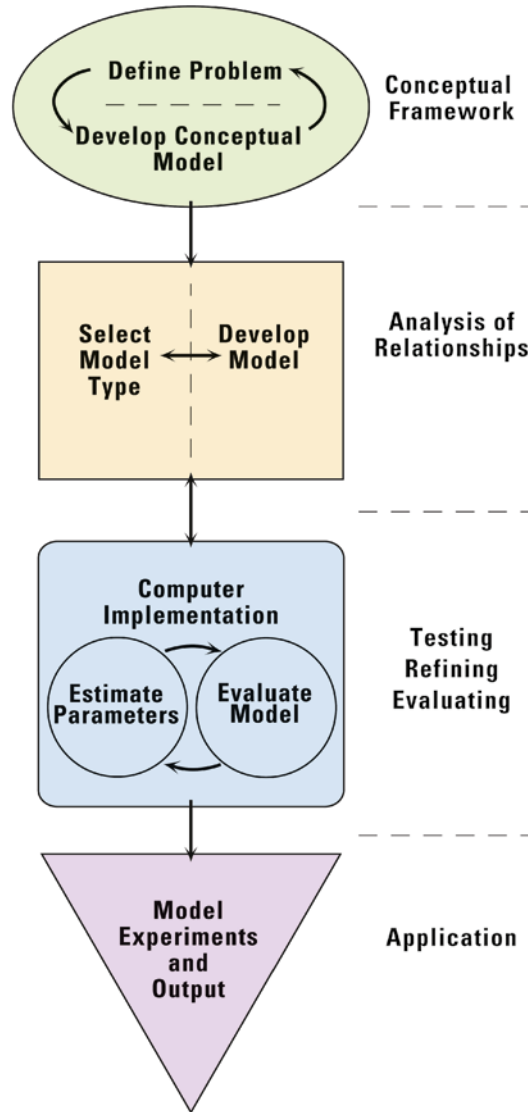 Define Problem
Develop Conceptual
Model
Conceptual
Framework
Select
Model
Type
Develop
Model
Analysis of
Relationships
Computer
Implementation
Estimate
Parameters
Evaluate
Model
Testing
Refining
Evaluating
Model
Experiments
and
Output
Application